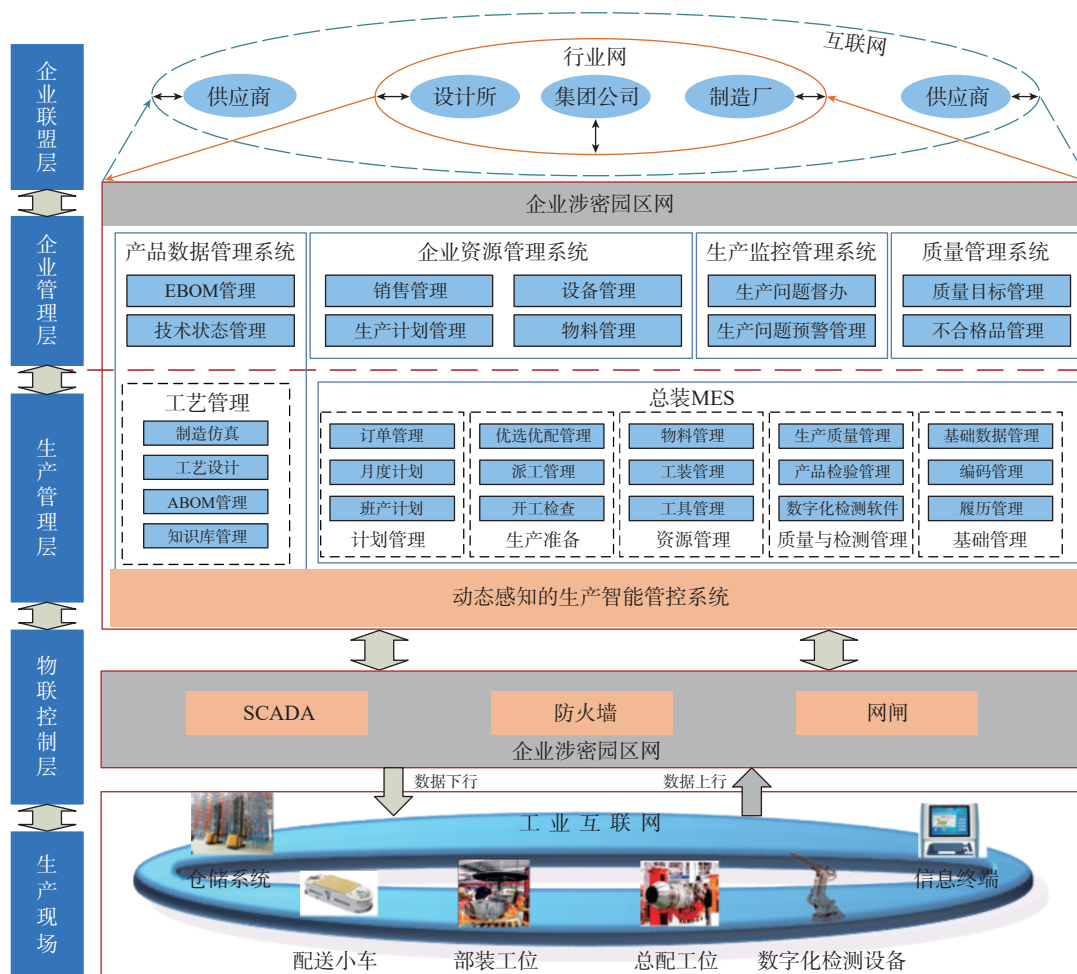 企业联盟层
互联网
行业网
供应商
设计所
集团公司
制造厂
供应商
企业涉密园区网
企业管理层
产品数据管理系统
EBOM管理
技术状态管理
企业资源管理系统
销售管理
设备管理
生产计划管理
物料管理
生产监控管理系统
生产问题督办
生产问题预警管理
质量管理系统
质量目标管理
不合格品管理
生产管理层
工艺管理
制造仿真
工艺设计
ABOM管理
知识库管理
总装MES
订单管理
月度计划
班产计划
计划管理
优选优配管理
派工管理
开工检查
生产准备
物料管理
工装管理
工具管理
资源管理
生产质量管理
产品检验管理
数字化检测软件
质量与检测管理
基础数据管理
编码管理
履历管理
基础管理
动态感知的生产智能管控系统
物联控制层
SCADA
防火墙
网闸
企业涉密园区网
数据下行
数据上行
生产现场
工业互联网
仓储系统
信息终端
配送小车
部装工位
总配工位
数字化检测设备